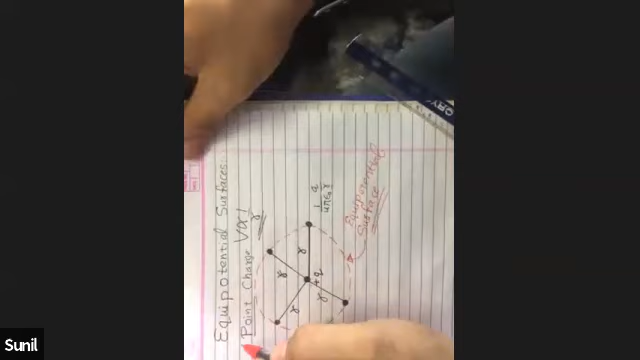 Equipotential Surfaces:
Point Charge V∝1/r
1/4πε₀ q/r
r
r
r
r
+q
Equipotential
Surface
Sunil